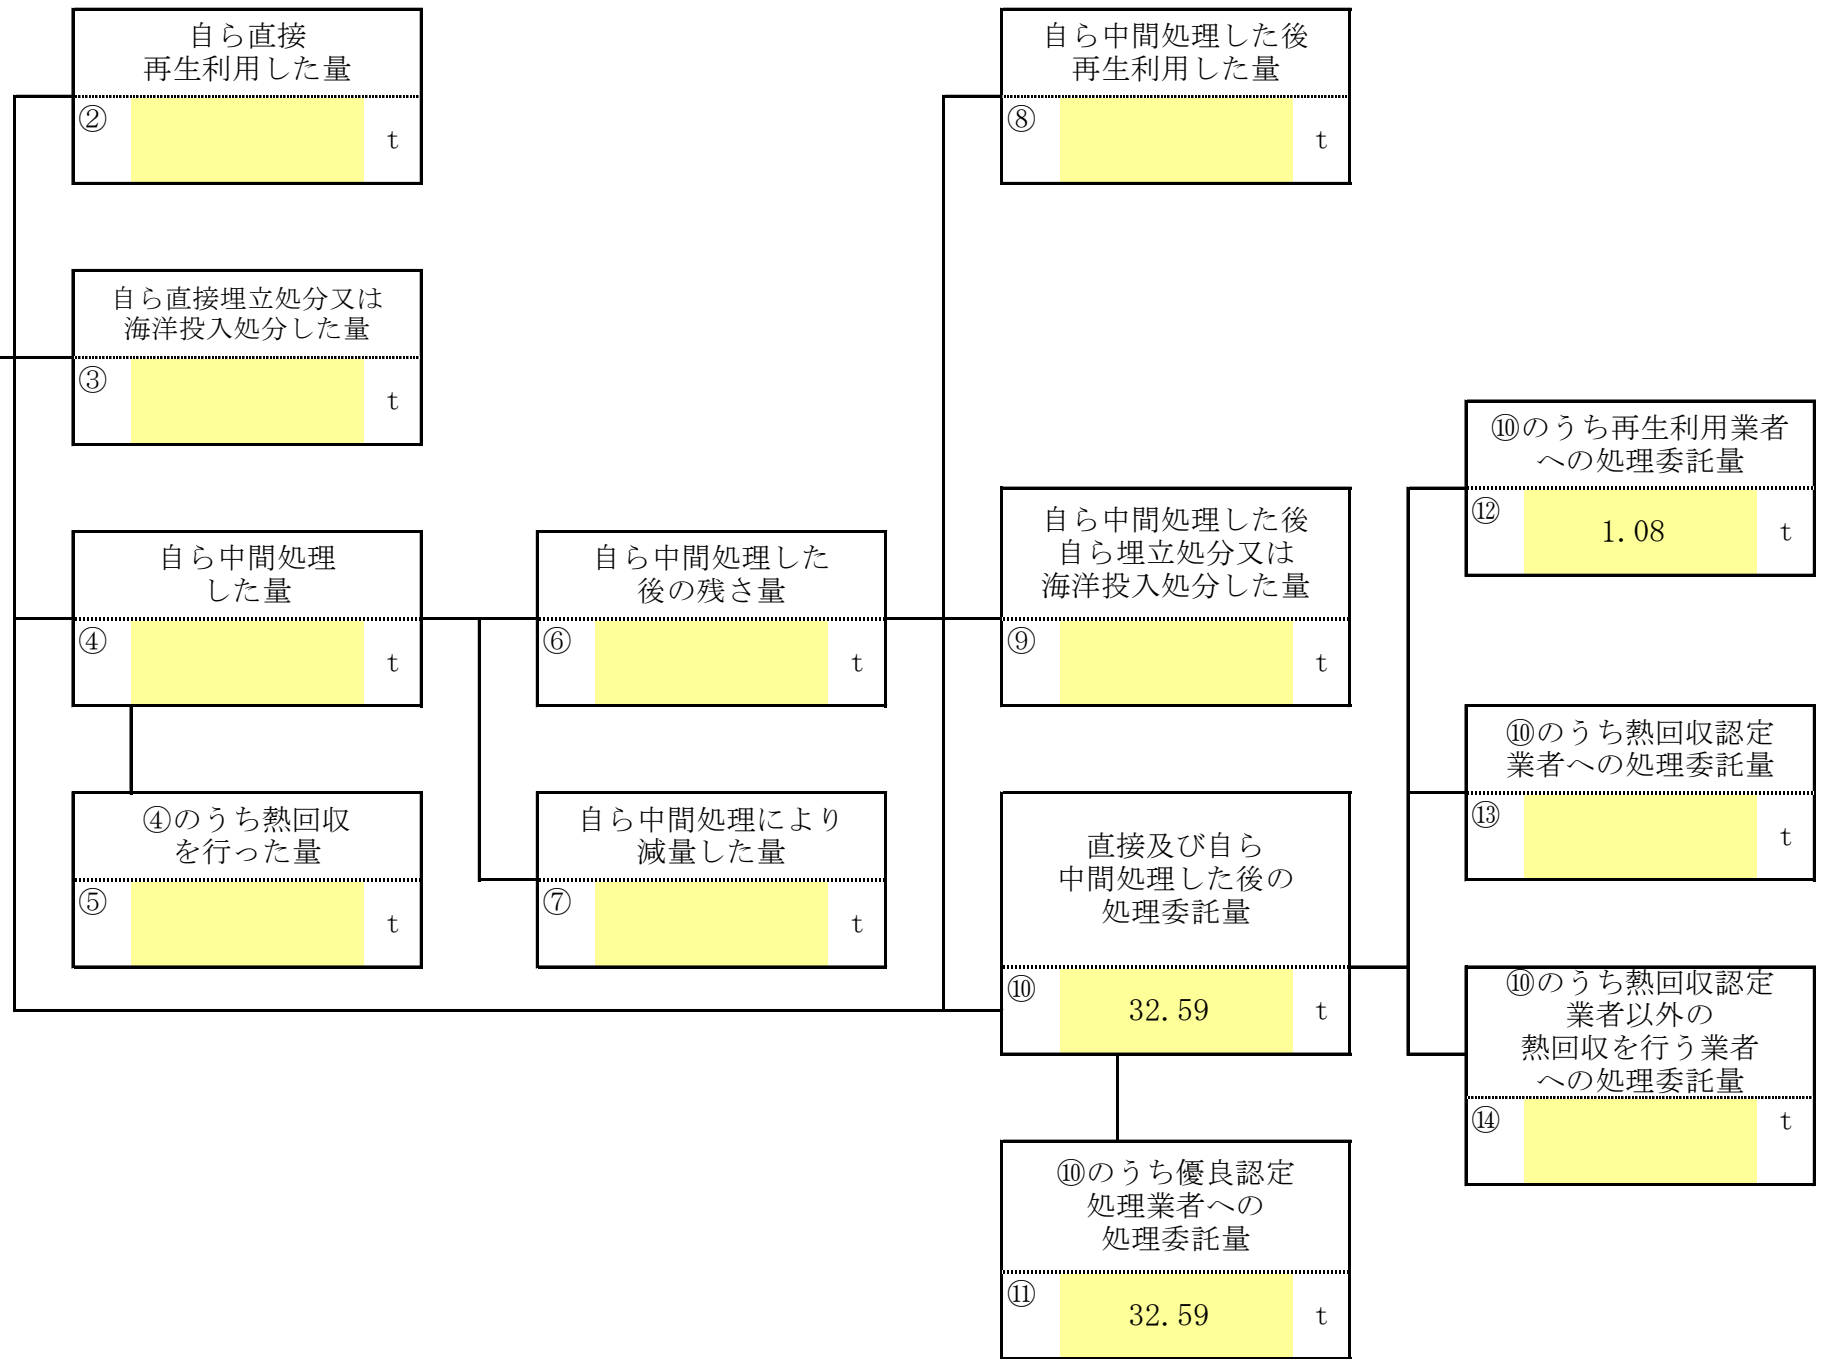 自ら直接
再生利用した量
②
t
自ら中間処理した後
再生利用した量
⑧
t
自ら直接埋立処分又は
海洋投入処分した量
③
t
⑩のうち再生利用業者
への処理委託量
⑫
1.08
t
自ら中間処理
した量
④
t
自ら中間処理した
後の残さ量
⑥
t
自ら中間処理した後
自ら埋立処分又は
海洋投入処分した量
⑨
t
⑩のうち熱回収認定
業者への処理委託量
⑬
t
④のうち熱回収
を行った量
⑤
t
自ら中間処理により
減量した量
⑦
t
直接及び自ら
中間処理した後の
処理委託量
⑩
32.59
t
⑩のうち熱回収認定
業者以外の
熱回収を行う業者
への処理委託量
⑭
t
⑩のうち優良認定
処理業者への
処理委託量
⑪
32.59
t